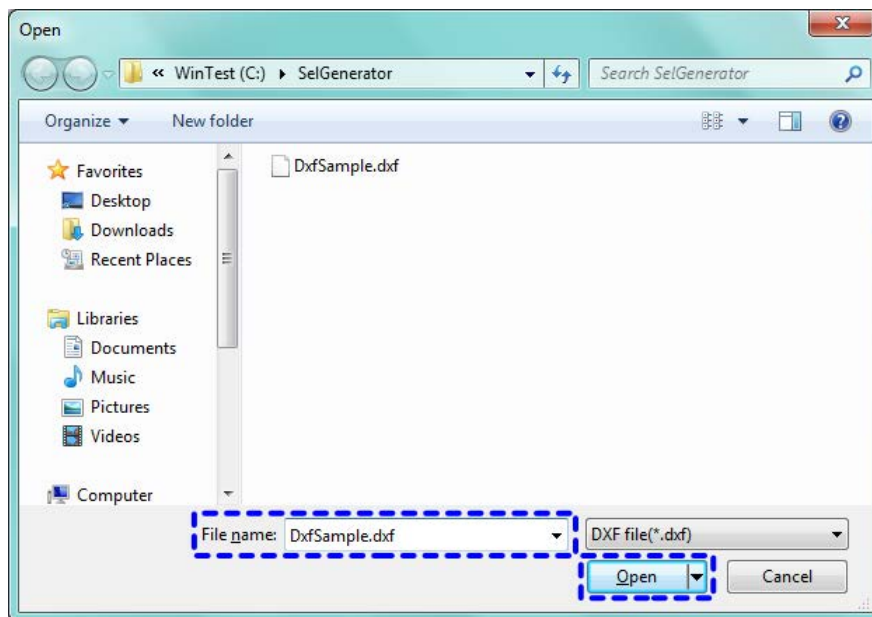 Open
« WinTest (C:) ▸ SelGenerator
Search SelGenerator
Organize
New folder
Favorites
Desktop
Downloads
Recent Places
Libraries
Documents
Music
Pictures
Videos
Computer
DxfSample.dxf
File name: DxfSample.dxf
DXF file(*.dxf)
Open
Cancel